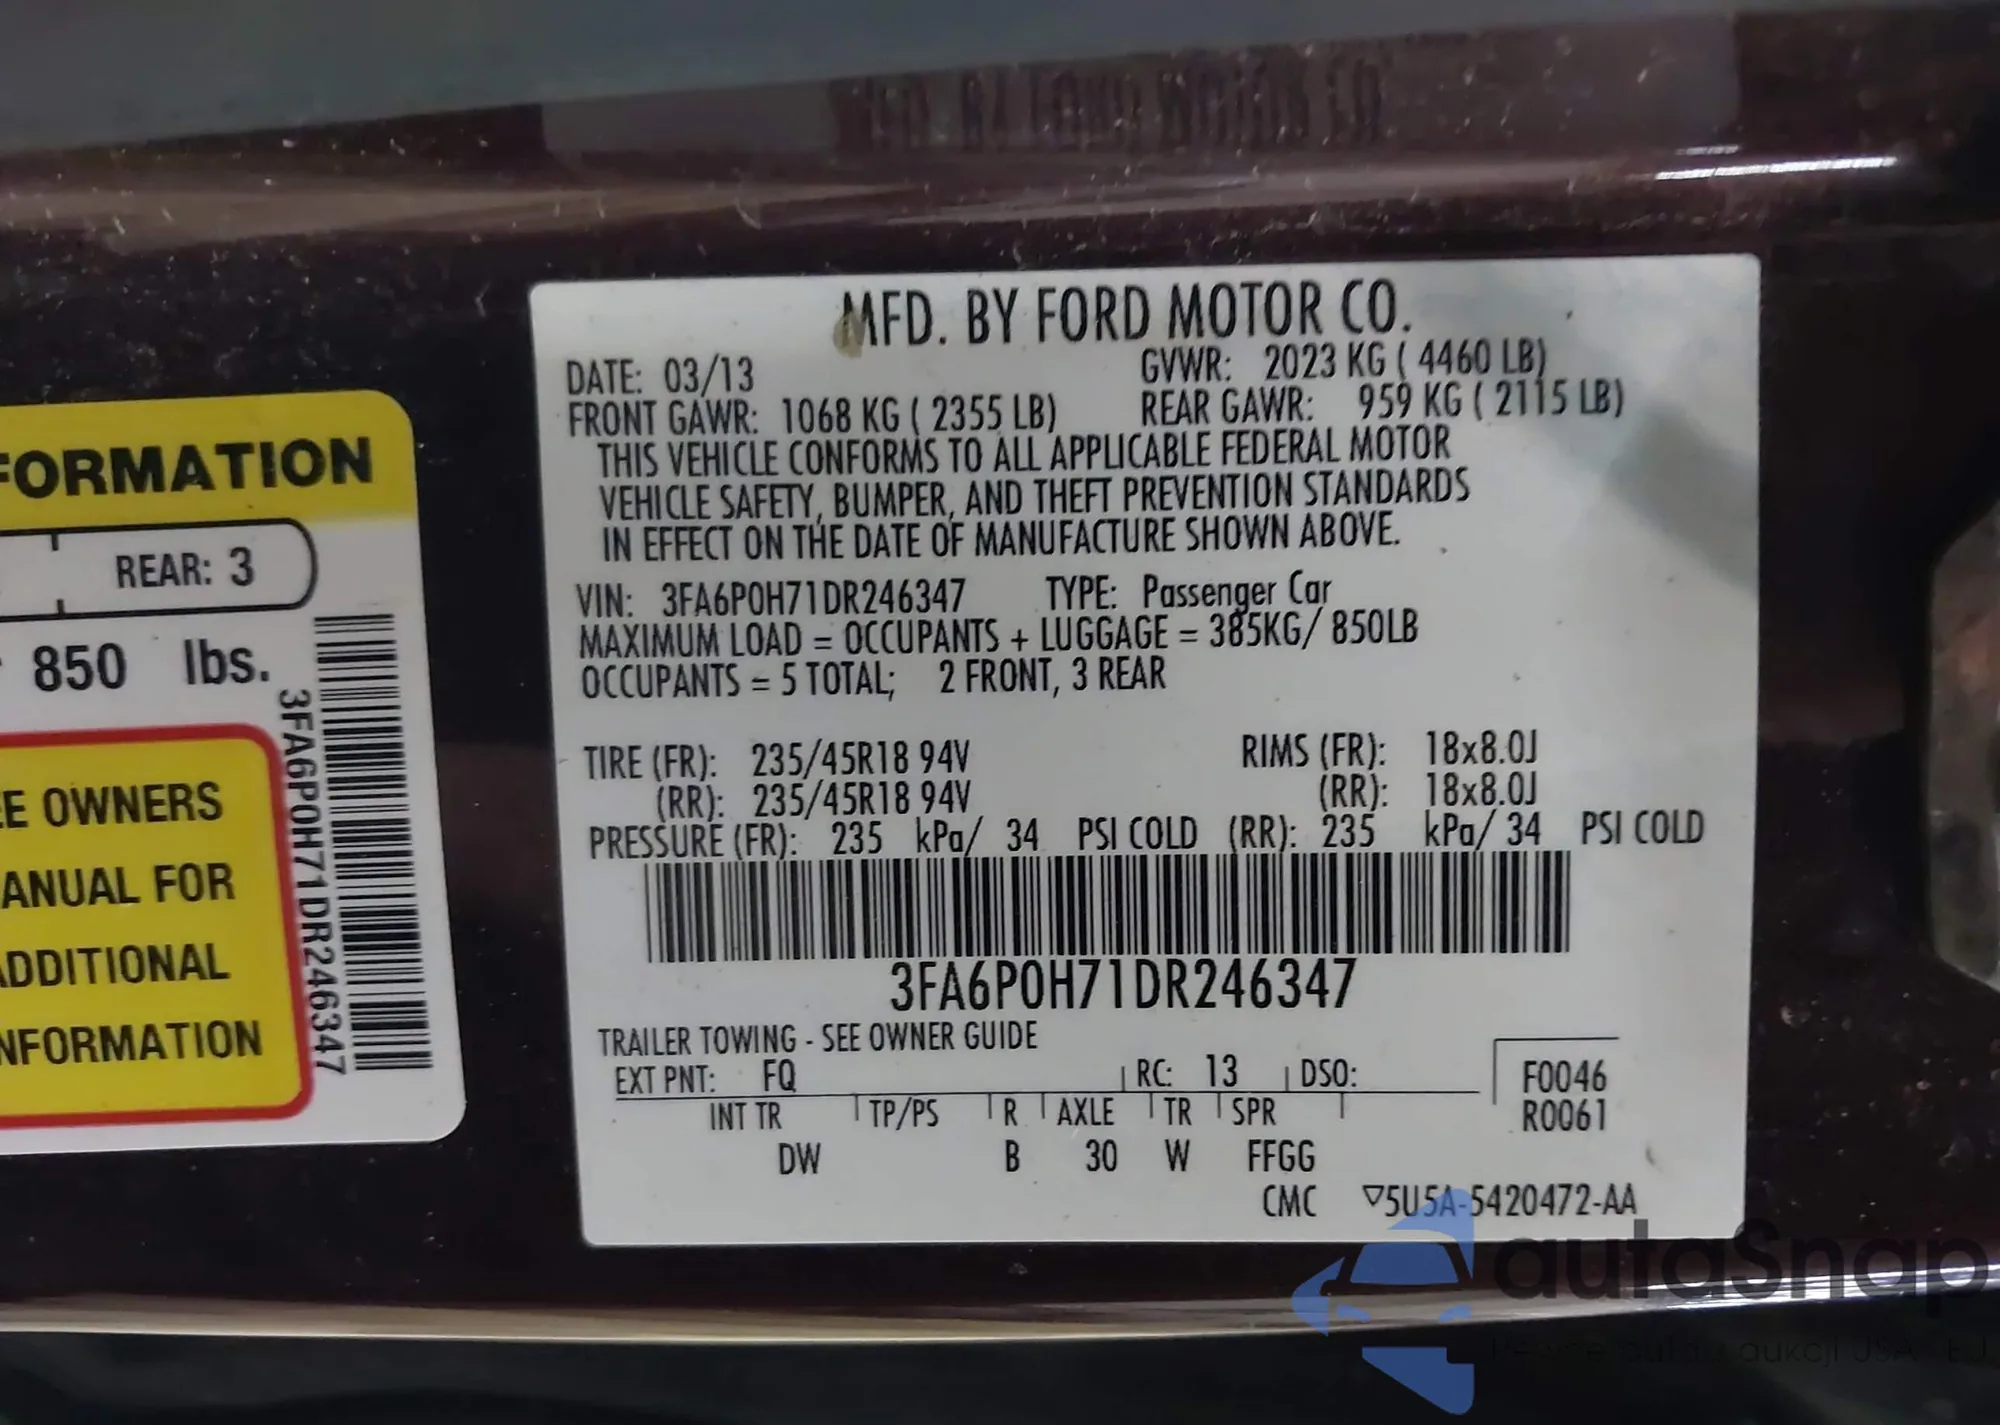 FORMATION
REAR: 3
850 lbs.
E OWNERS
ANUAL FOR
ADDITIONAL
NFORMATION
3FA6P0H71DR246347
MFD. BY FORD MOTOR CO.
DATE: 03/13 GVWR: 2023 KG ( 4460 LB)
FRONT GAWR: 1068 KG ( 2355 LB) REAR GAWR: 959 KG ( 2115 LB)
THIS VEHICLE CONFORMS TO ALL APPLICABLE FEDERAL MOTOR
VEHICLE SAFETY, BUMPER, AND THEFT PREVENTION STANDARDS
IN EFFECT ON THE DATE OF MANUFACTURE SHOWN ABOVE.
VIN: 3FA6P0H71DR246347 TYPE: Passenger Car
MAXIMUM LOAD = OCCUPANTS + LUGGAGE = 385KG/ 850LB
OCCUPANTS = 5 TOTAL; 2 FRONT, 3 REAR
TIRE (FR): 235/45R18 94V RIMS (FR): 18x8.0J
(RR): 235/45R18 94V (RR): 18x8.0J
PRESSURE (FR): 235 kPa/ 34 PSI COLD (RR): 235 kPa/ 34 PSI COLD
3FA6P0H71DR246347
TRAILER TOWING - SEE OWNER GUIDE
EXT PNT: FQ RC: 13 DSO:
F0046
INT TR TP/PS R AXLE TR SPR
R0061
DW B 30 W FFGG
CMC ▽5U5A-5420472-AA
autaSnap
aukcji USA